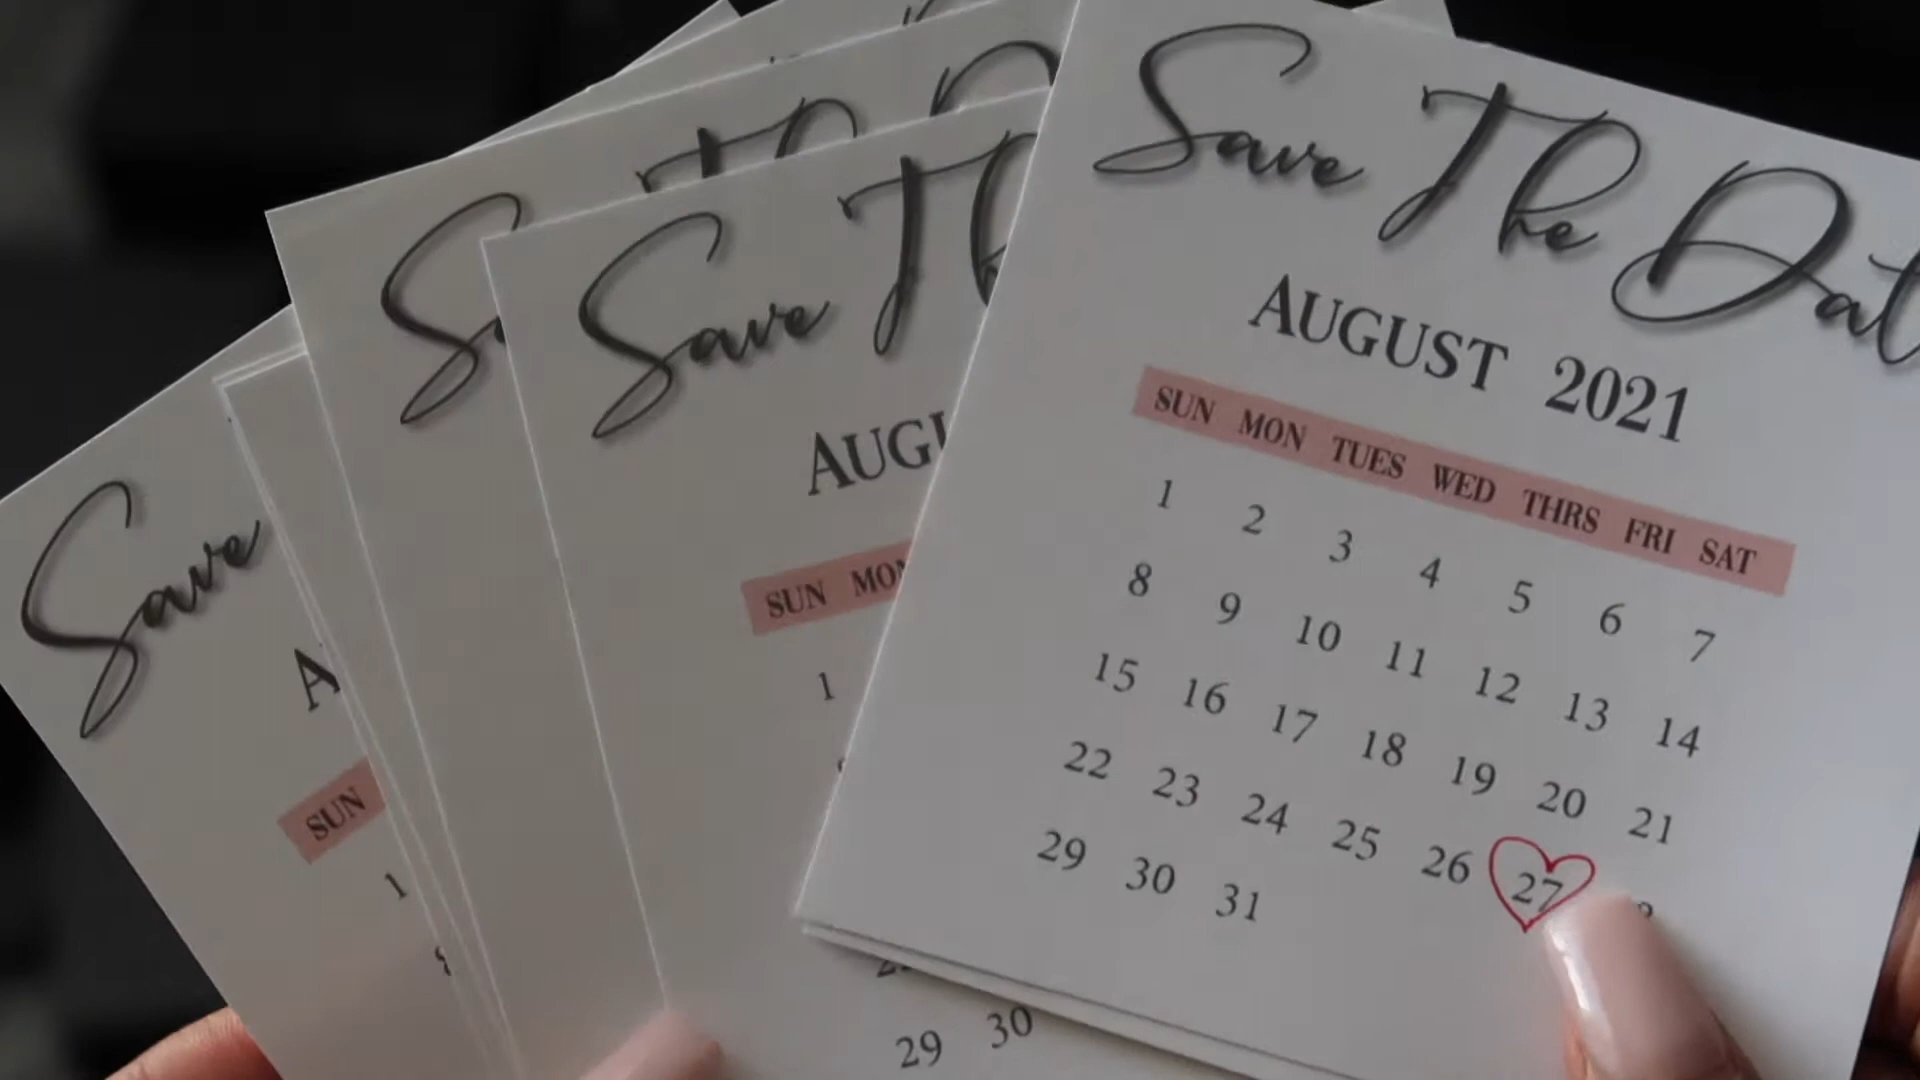 Save The Dat
AUGUST 2021
SUN MON TUES WED THRS FRI SAT
1 2 3 4 5 6 7
8 9 10 11 12 13 14
15 16 17 18 19 20 21
22 23 24 25 26 27
29 30 31
Save Th
AUGU
SUN MON
1
29 30
S
Save
A
SUN
1